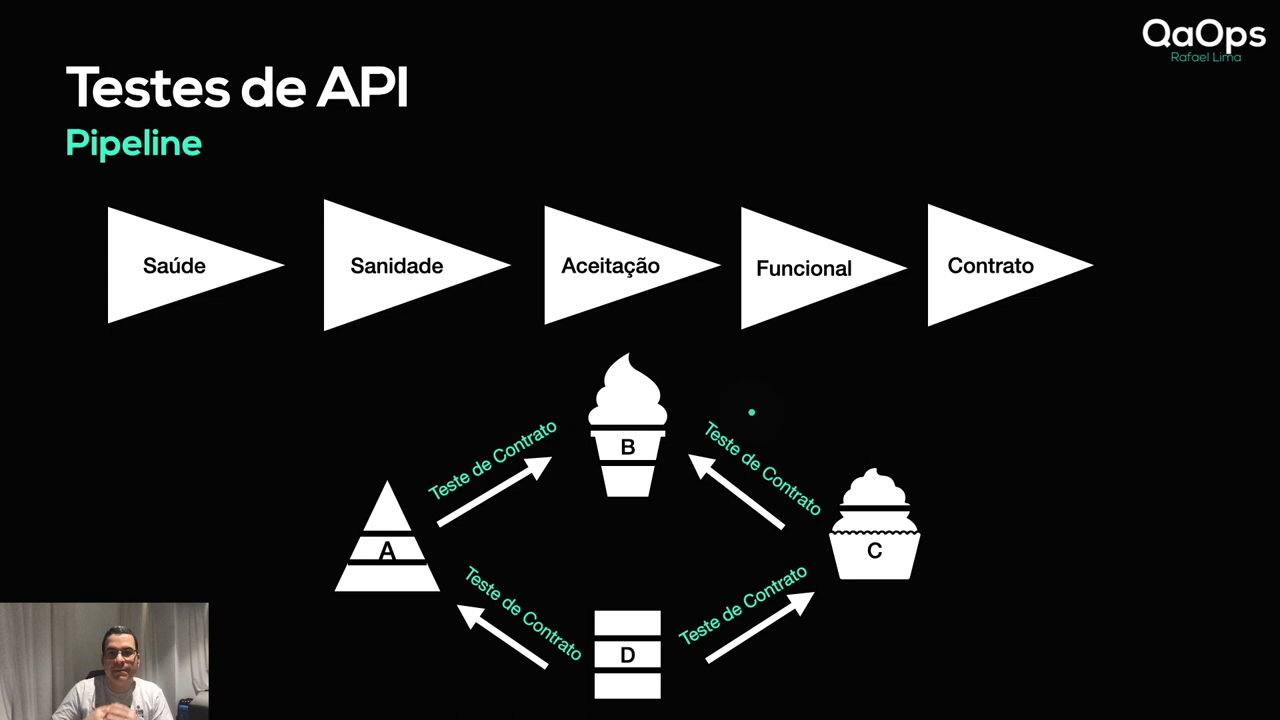 QaOps
Rafael Lima
Testes de API
Pipeline
Saúde
Sanidade
Aceitação
Funcional
Contrato
Teste de Contrato
B
Teste de Contrato
A
C
Teste de Contrato
D
Teste de Contrato